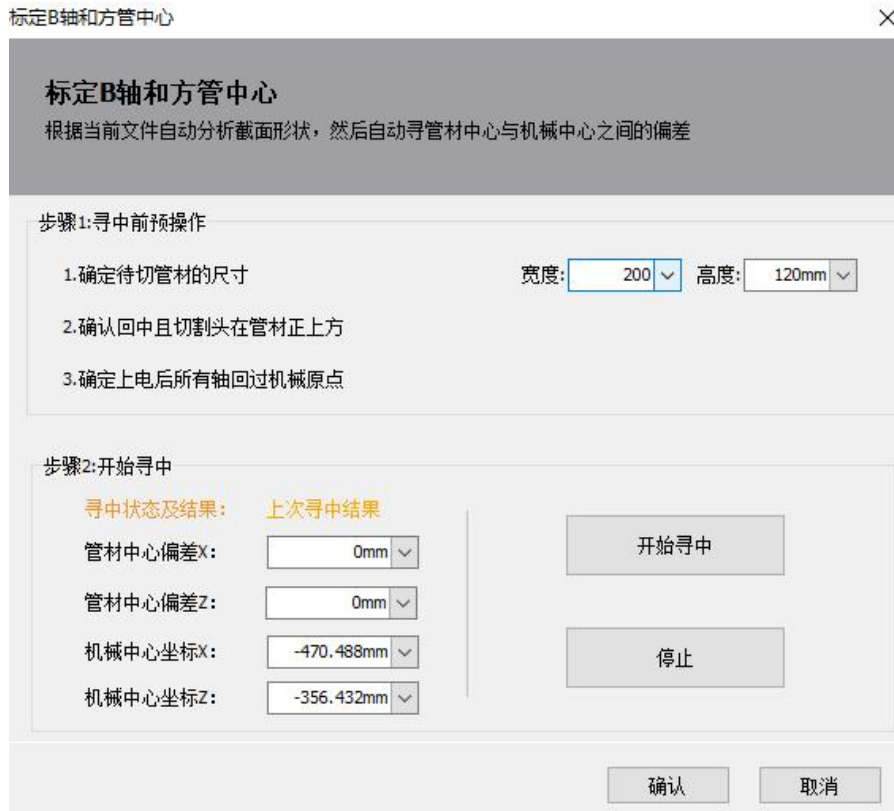 标定B轴和方管中心
标定B轴和方管中心
根据当前文件自动分析截面形状，然后自动寻管材中心与机械中心之间的偏差
步骤1:寻中前预操作
1.确定待切管材的尺寸 宽度: 200 高度: 120mm
2.确认回中且切割头在管材正上方
3.确定上电后所有轴回过机械原点
步骤2:开始寻中
寻中状态及结果: 上次寻中结果
管材中心偏差X: 0mm 开始寻中
管材中心偏差Z: 0mm
机械中心坐标X: -470.488mm 停止
机械中心坐标Z: -356.432mm
确认 取消